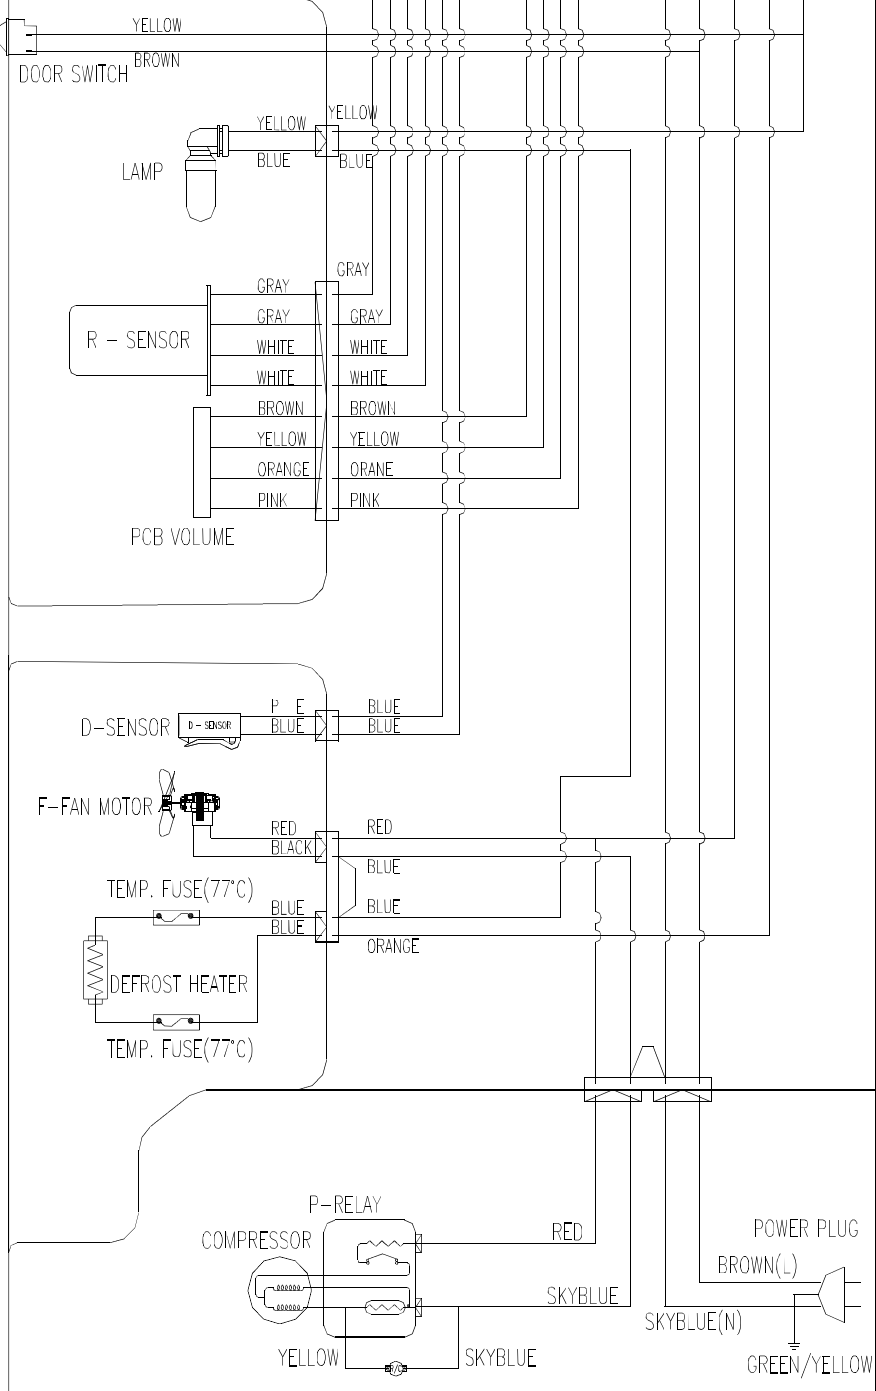 YELLOW
BROWN
DOOR SWITCH
YELLOW YELLOW
BLUE BLUE
LAMP
GRAY GRAY
GRAY GRAY
R - SENSOR
WHITE WHITE
WHITE WHITE
BROWN BROWN
YELLOW YELLOW
ORANGE ORANE
PINK PINK
PCB VOLUME
P E BLUE
D-SENSOR D - SENSOR BLUE BLUE
F-FAN MOTOR
RED RED
BLACK
BLUE
TEMP. FUSE(77°C)
BLUE BLUE
BLUE
ORANGE
DEFROST HEATER
TEMP. FUSE(77°C)
P-RELAY
COMPRESSOR
RED
POWER PLUG
BROWN(L)
SKYBLUE
SKYBLUE(N)
YELLOW SKYBLUE
GREEN/YELLOW